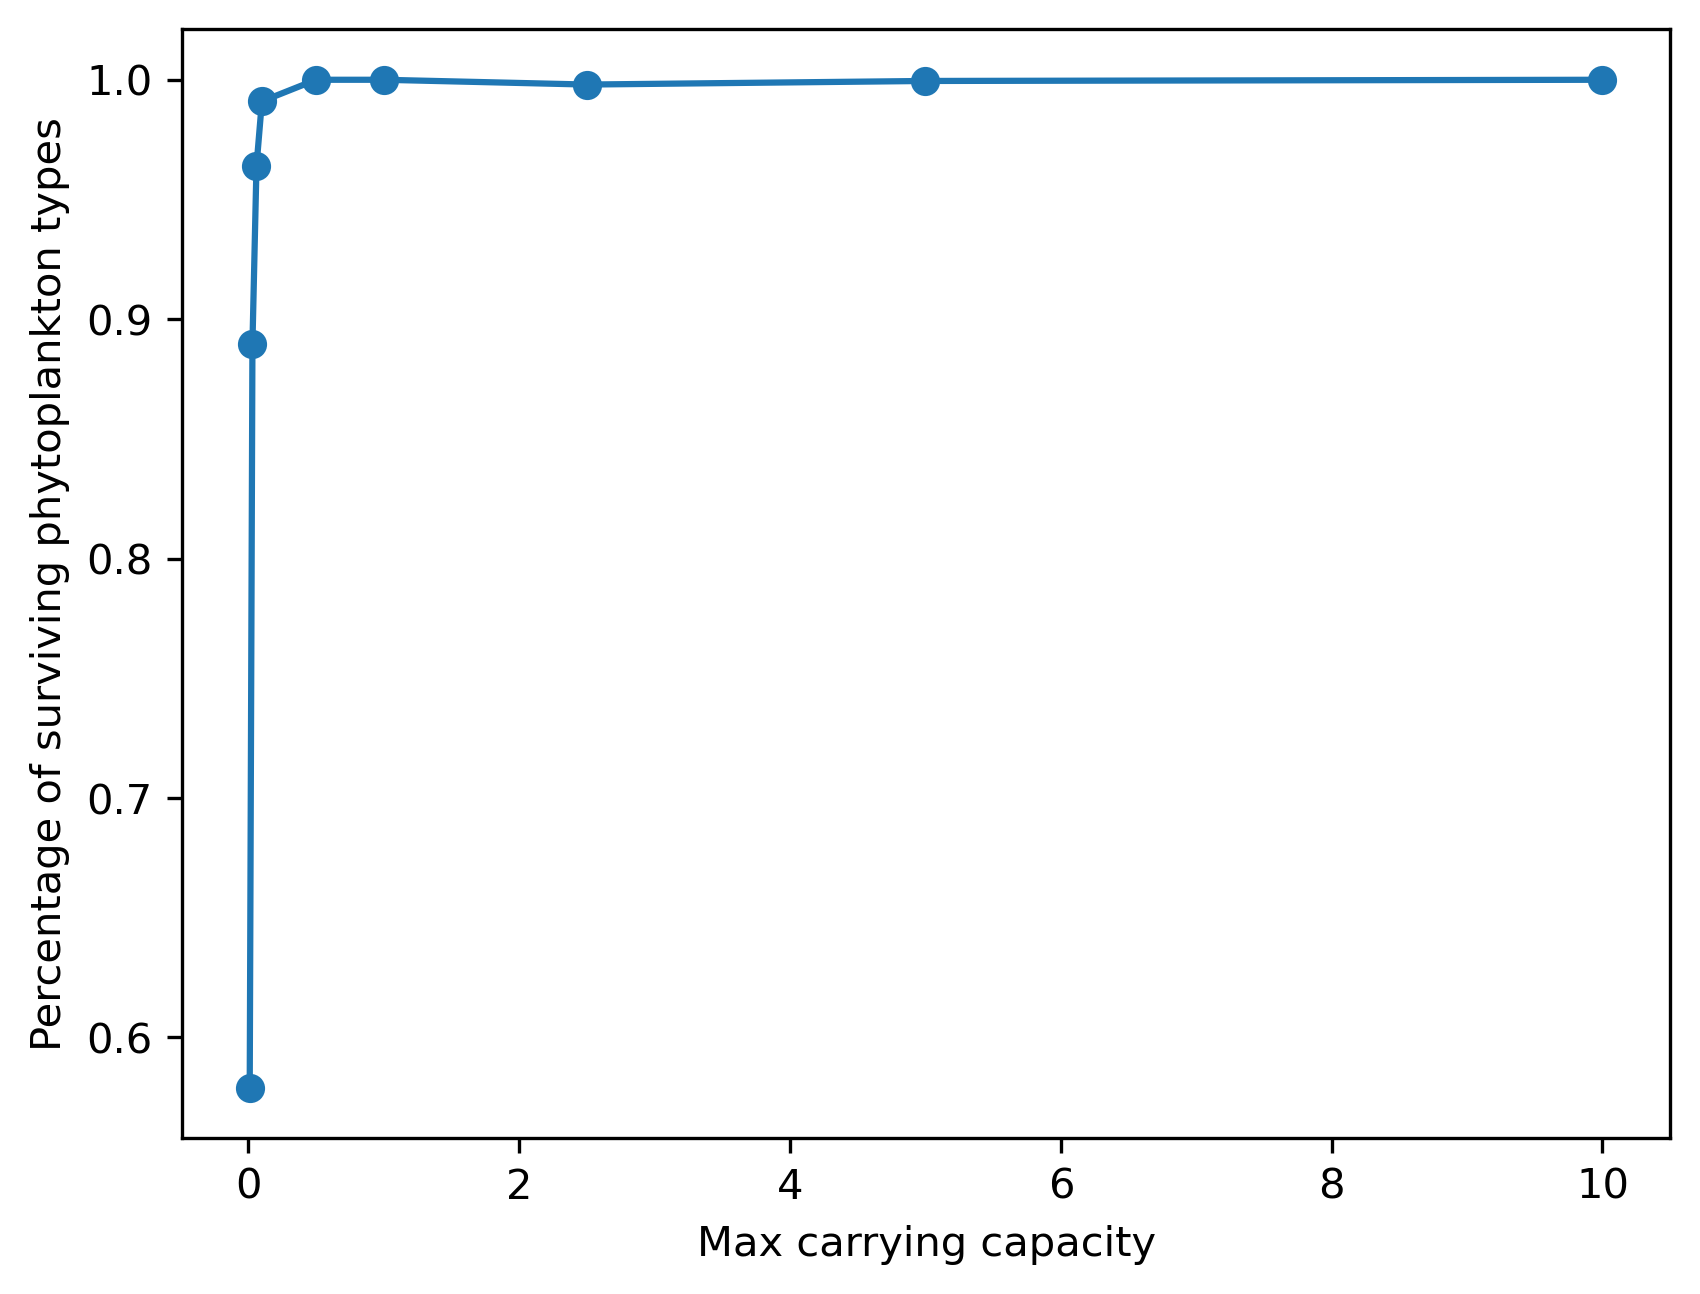 Percentage of surviving phytoplankton types
1.0
0.9
0.8
0.7
0.6
0 2 4 6 8 10
Max carrying capacity